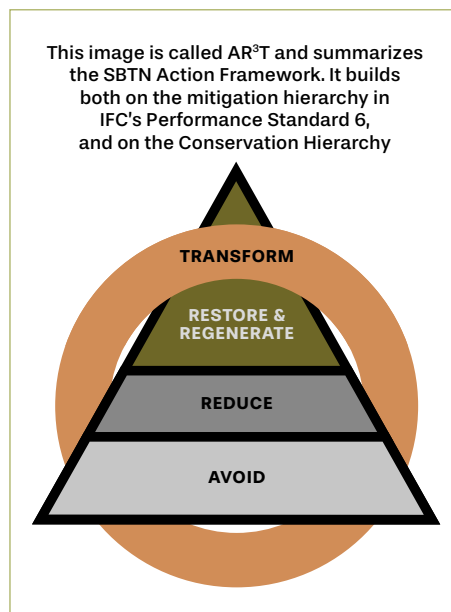 This image is called AR³T and summarizes
the SBTN Action Framework. It builds
both on the mitigation hierarchy in
IFC's Performance Standard 6,
and on the Conservation Hierarchy
TRANSFORM
RESTORE &
REGENERATE
REDUCE
AVOID